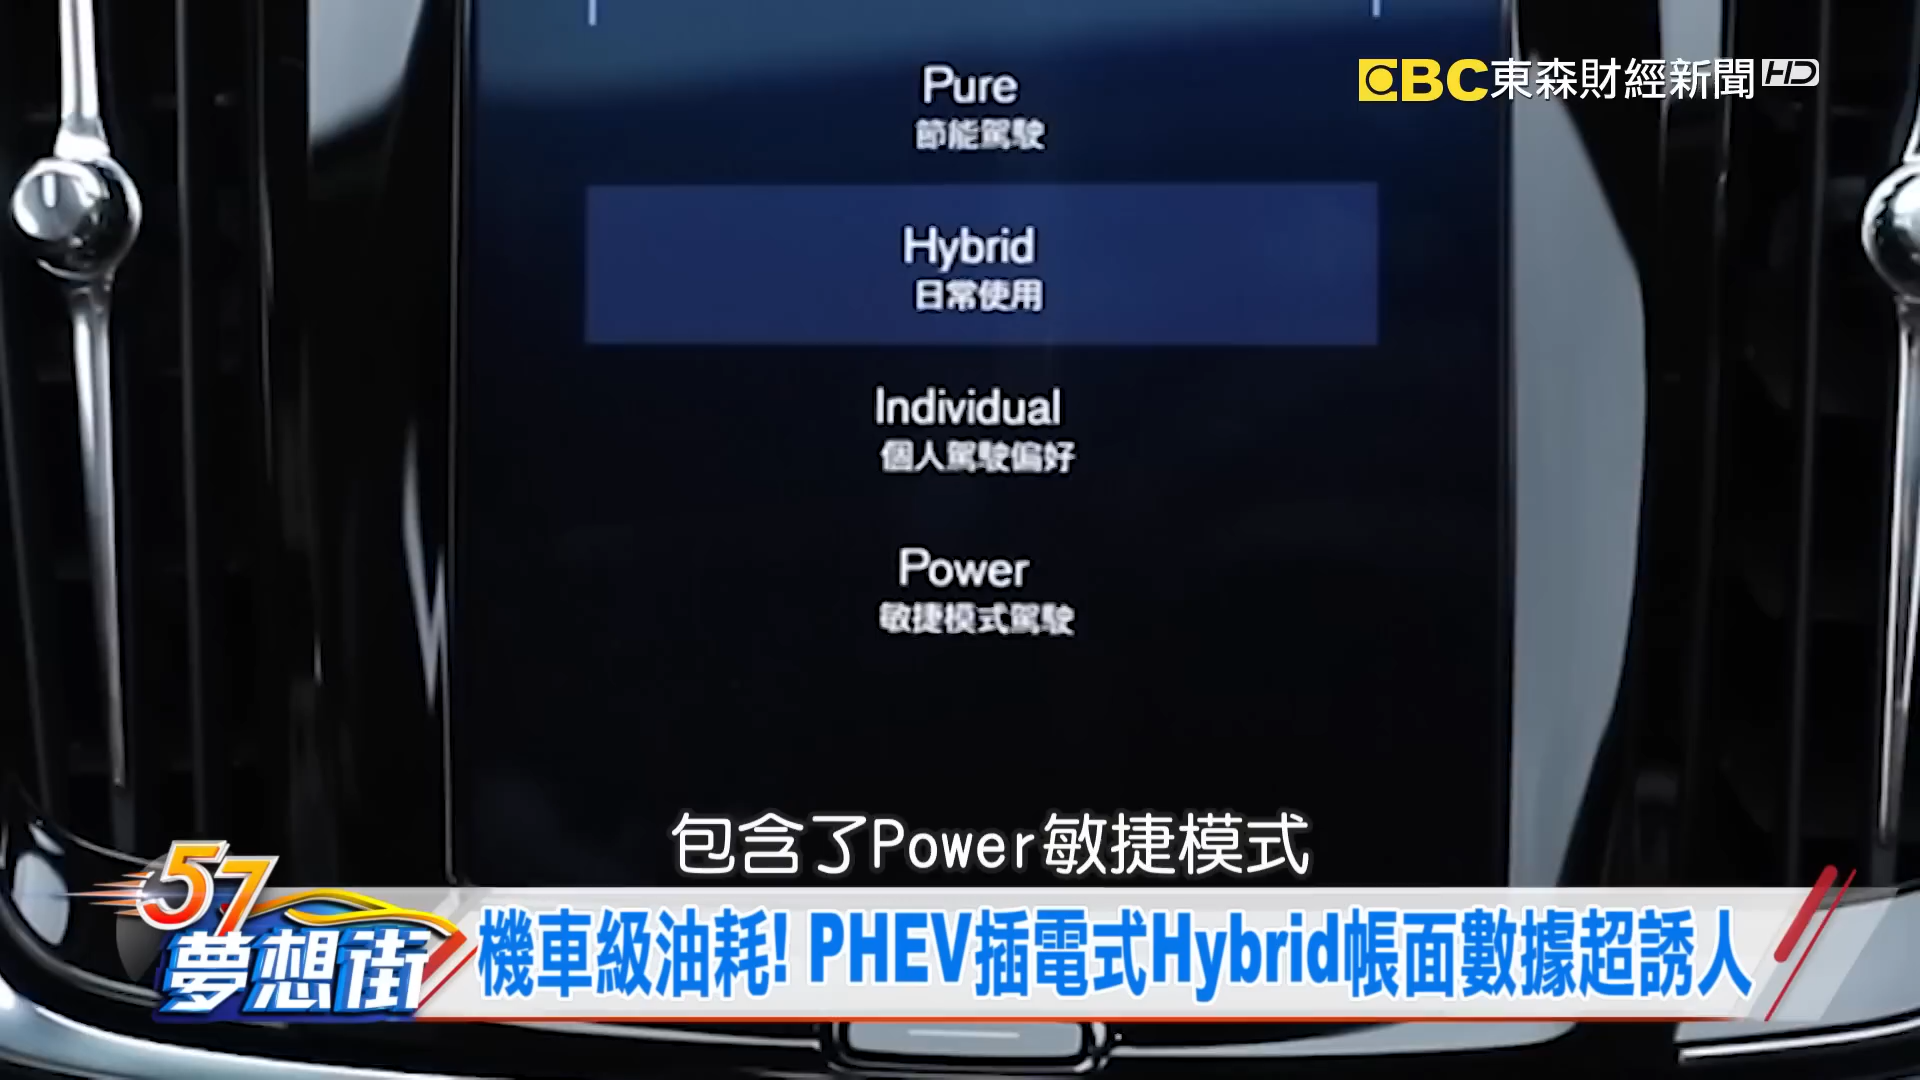 Pure
節能駕駛
EBC東森財經新聞HD
Hybrid
日常使用
Individual
個人駕駛偏好
Power
敏捷模式駕駛
包含了Power敏捷模式
57夢想街
機車級油耗! PHEV插電式Hybrid帳面數據超誘人